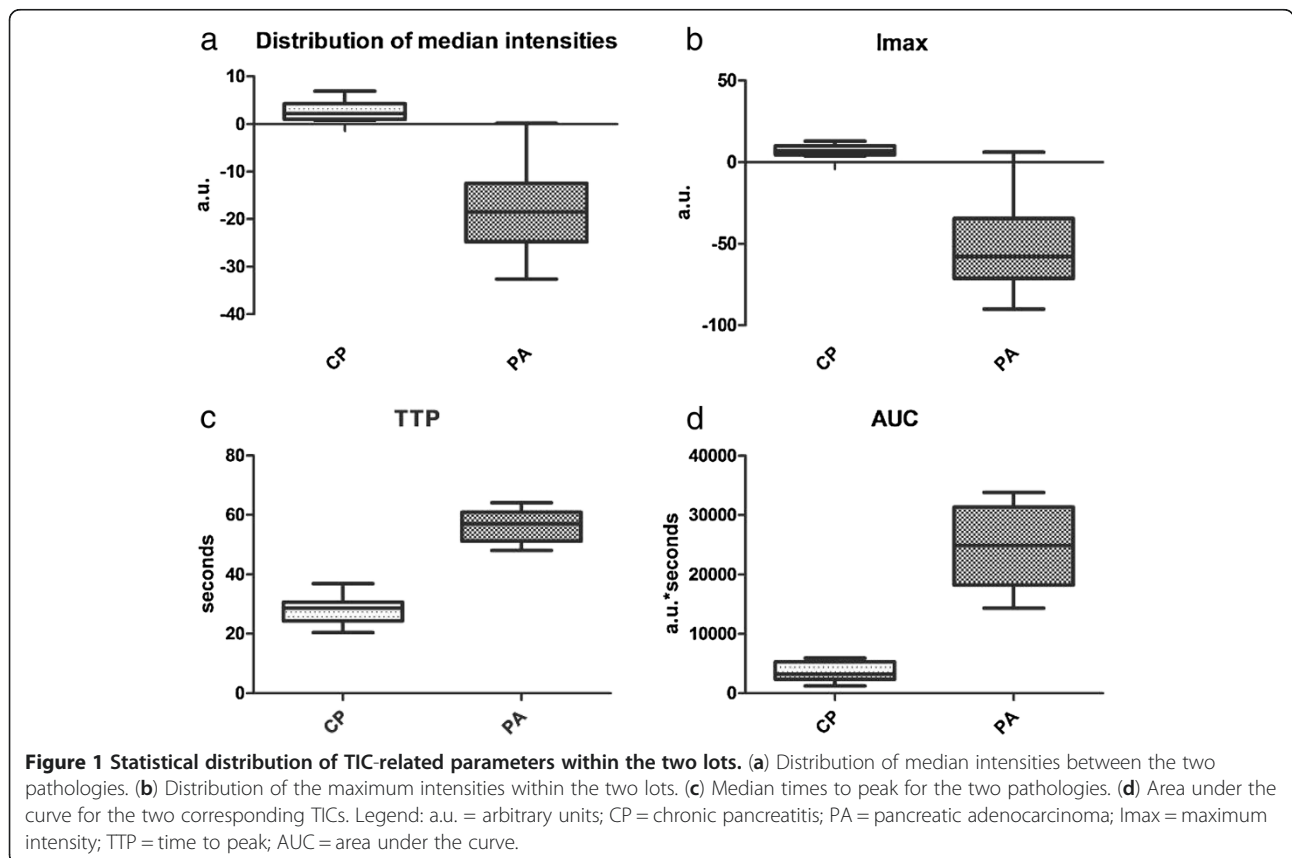 a Distribution of median intensities
10
0
-10
-20
-30
-40
a.u.
CP
PA
b Imax
50
0
-50
-100
a.u.
CP
PA
c TTP
80
60
40
20
0
seconds
CP
PA
d AUC
40000
30000
20000
10000
0
a.u.*seconds
CP
PA
Figure 1 Statistical distribution of TIC-related parameters within the two lots. (a) Distribution of median intensities between the two
pathologies. (b) Distribution of the maximum intensities within the two lots. (c) Median times to peak for the two pathologies. (d) Area under the
curve for the two corresponding TICs. Legend: a.u. = arbitrary units; CP = chronic pancreatitis; PA = pancreatic adenocarcinoma; Imax = maximum
intensity; TTP = time to peak; AUC = area under the curve.